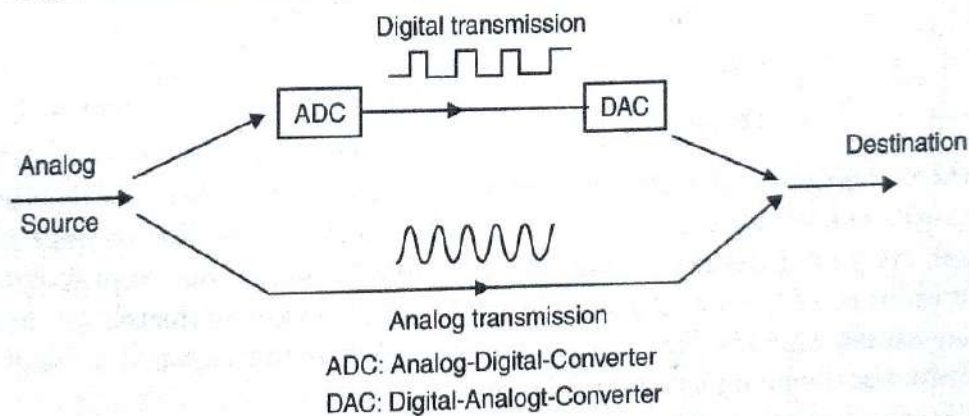 Digital transmission
ADC
DAC
Analog
Source
Destination
Analog transmission
ADC: Analog-Digital-Converter
DAC: Digital-Analogt-Converter